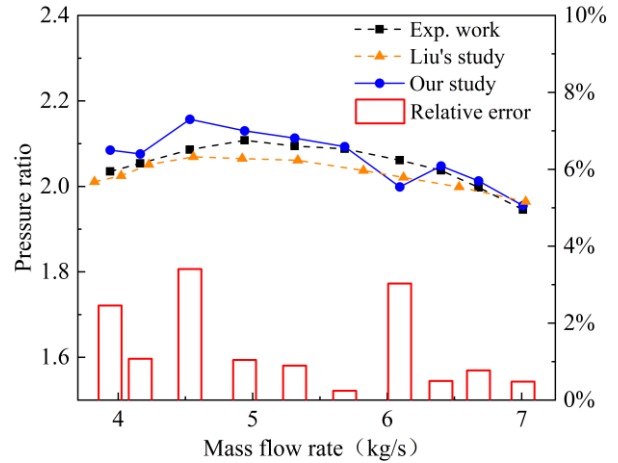 2.4
2.2
2.0
1.8
1.6
Pressure ratio
Exp. work
Liu's study
Our study
Relative error
10%
8%
6%
4%
2%
0%
4
5
6
7
Mass flow rate（kg/s）